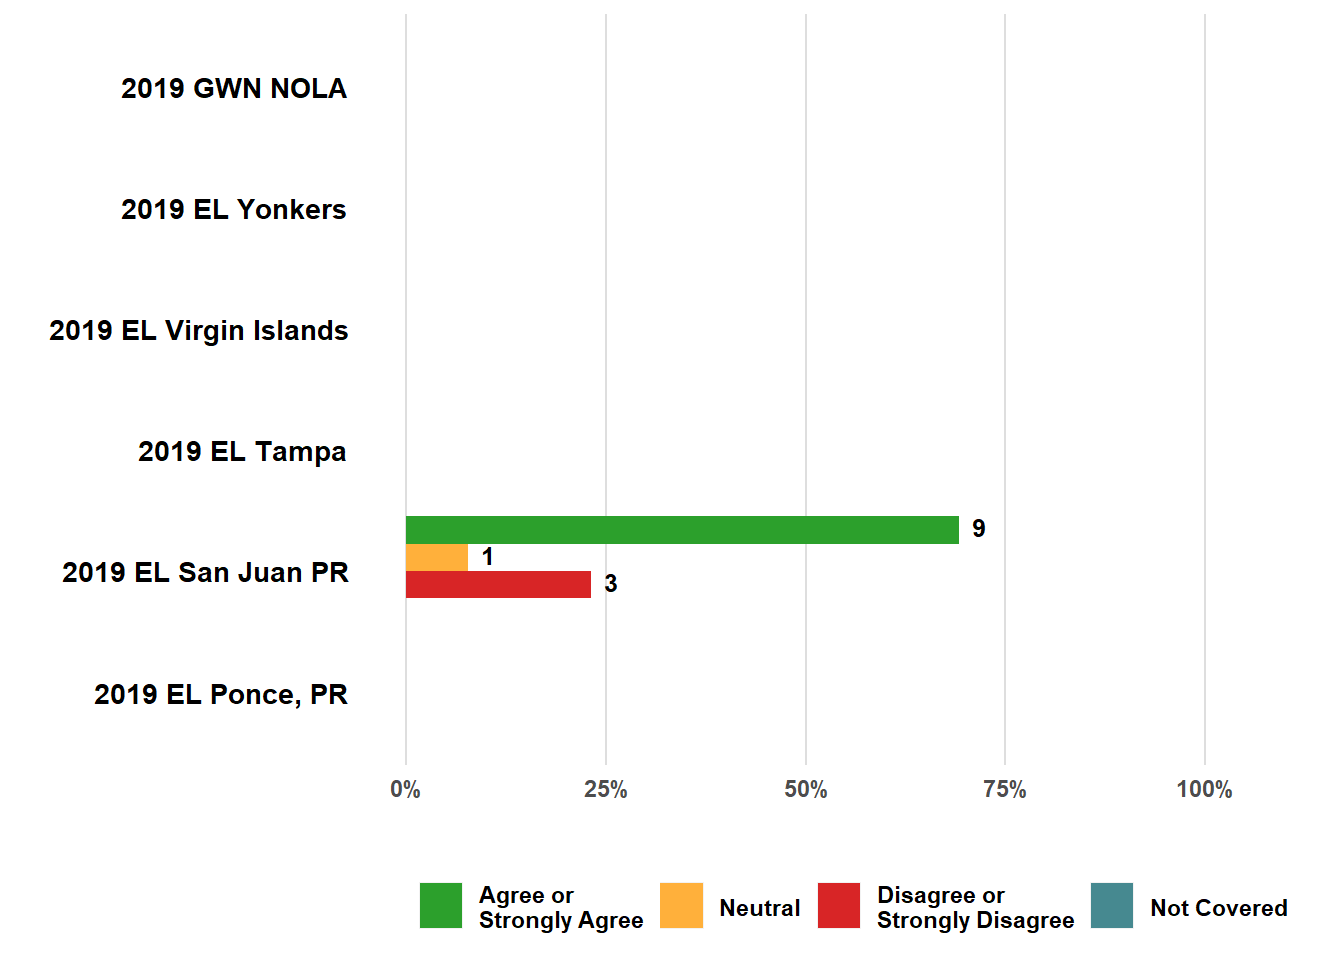 2019 GWN NOLA
2019 EL Yonkers
2019 EL Virgin Islands
2019 EL Tampa
9
1
2019 EL San Juan PR
3
2019 EL Ponce, PR
0%
25%
50%
75%
100%
Agree or
Strongly Agree
Neutral
Disagree or
Strongly Disagree
Not Covered